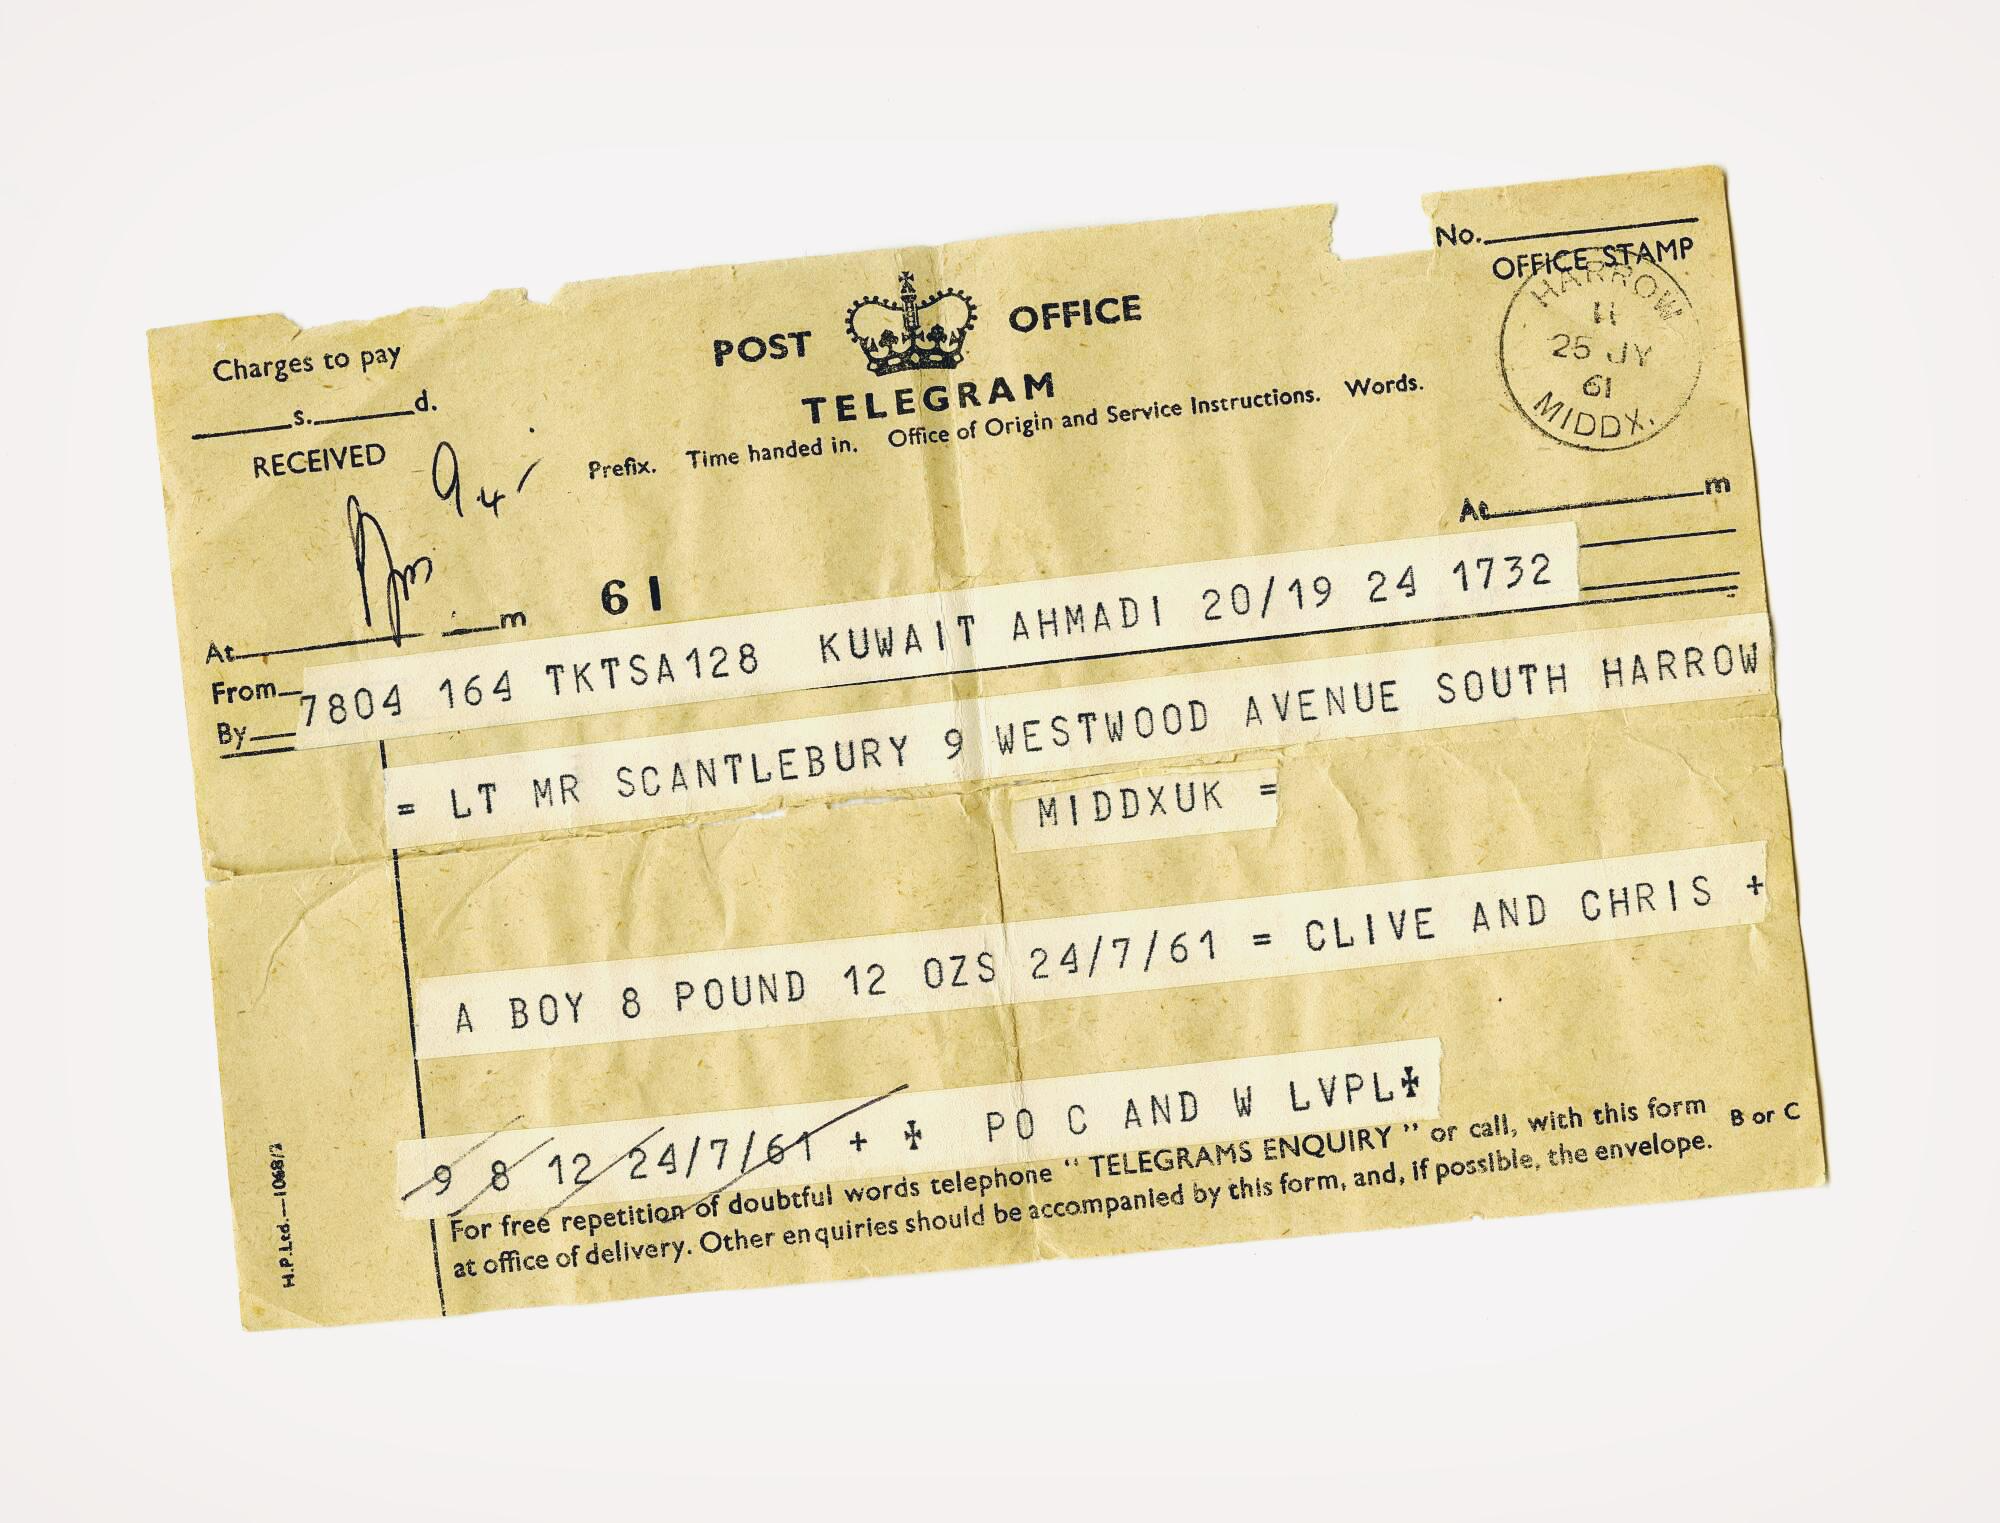 No.
OFFICE STAMP
HARROW
11
25 JY
61
MIDDX.
Charges to pay
s. d.
RECEIVED
POST OFFICE
TELEGRAM
Prefix. Time handed in. Office of Origin and Service Instructions. Words.
At m
At m
61
From
By
7804 164 TKTSA128 KUWAIT AHMADI 20/19 24 1732
= LT MR SCANTLEBURY 9 WESTWOOD AVENUE SOUTH HARROW
MIDDXUK =
A BOY 8 POUND 12 OZS 24/7/61 = CLIVE AND CHRIS +
9 8 12 24/7/61 + ✠ PO C AND W LVPL✠
For free repetition of doubtful words telephone “ TELEGRAMS ENQUIRY ” or call, with this form
at office of delivery. Other enquiries should be accompanied by this form, and, if possible, the envelope.
B or C
H.P.Ltd.—1068/2